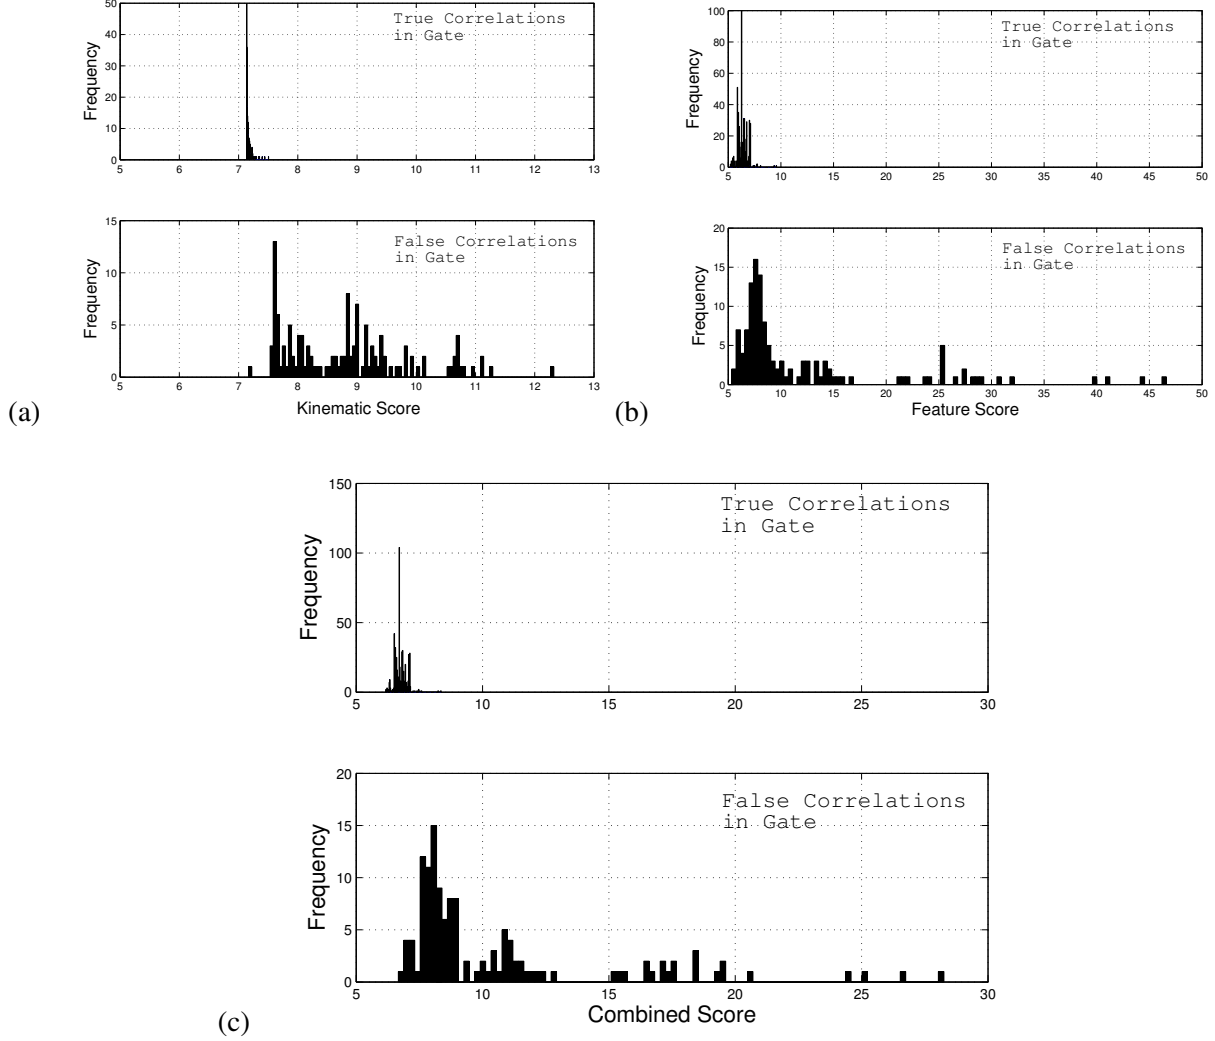 50
40
30
20
10
0
Frequency
True Correlations
in Gate
5 6 7 8 9 10 11 12 13
15
10
5
0
Frequency
False Correlations
in Gate
5 6 7 8 9 10 11 12 13
Kinematic Score
(a)
100
80
60
40
20
0
Frequency
True Correlations
in Gate
5 10 15 20 25 30 35 40 45 50
20
15
10
5
0
Frequency
False Correlations
in Gate
5 10 15 20 25 30 35 40 45 50
Feature Score
(b)
150
100
50
0
Frequency
True Correlations
in Gate
5 10 15 20 25 30
20
15
10
5
0
Frequency
False Correlations
in Gate
5 10 15 20 25 30
Combined Score
(c)